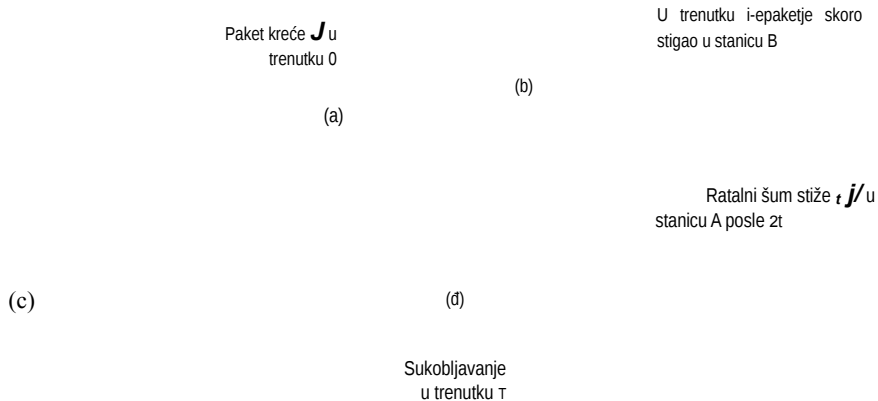 Paket kreće J u
trenutku 0
(a)
U trenutku i-epaketje skoro
stigao u stanicu B
(b)
Ratalni šum stiže t j/ u
stanicu A posle 2t
(c)
(đ)
Sukobljavanje
u trenutku T